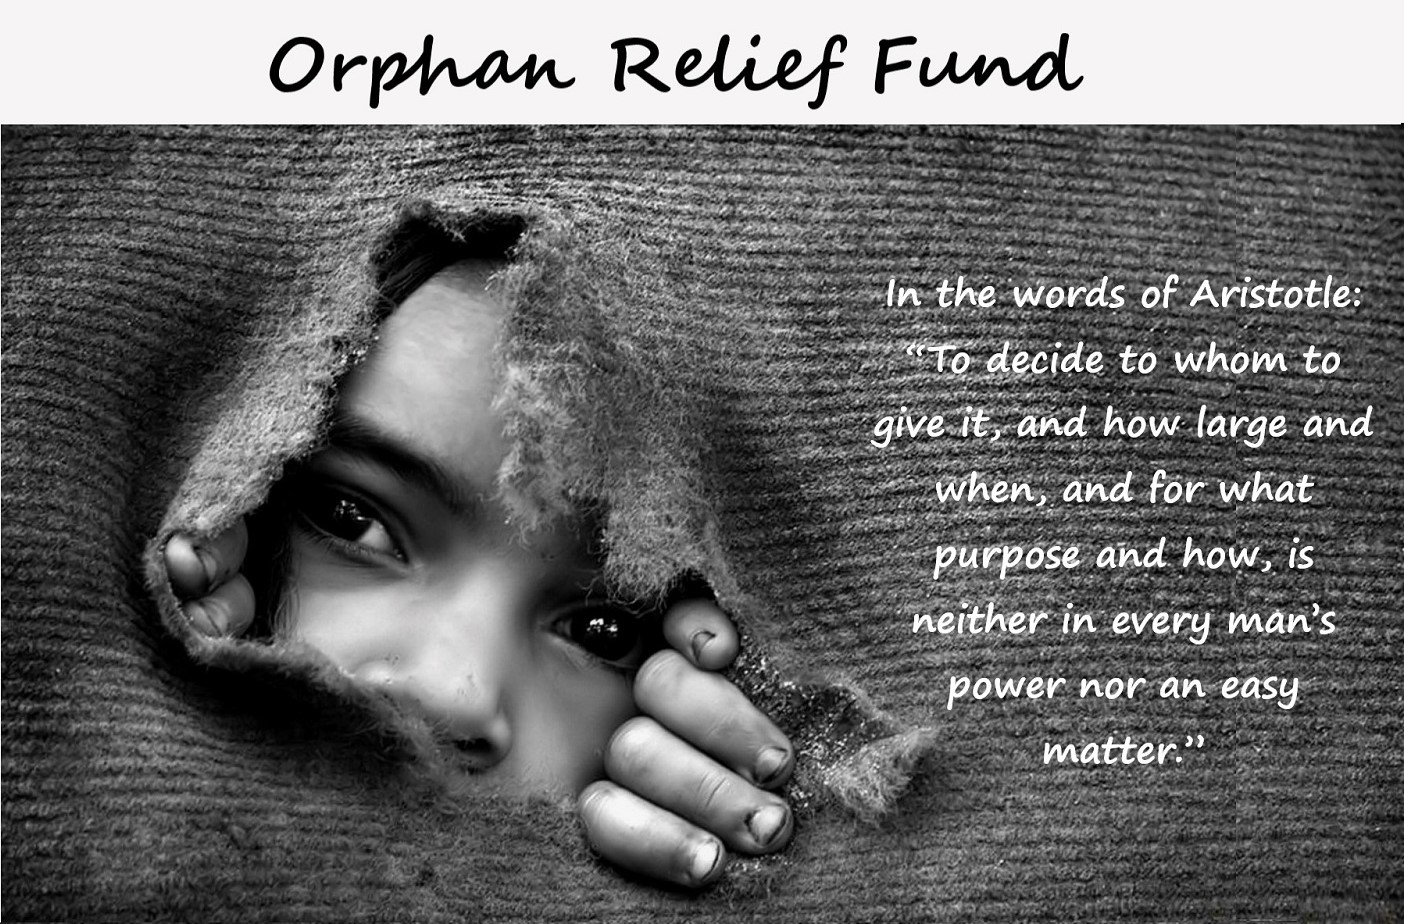 Orphan Relief Fund
In the words of Aristotle:
“To decide to whom to
give it, and how large and
when, and for what
purpose and how, is
neither in every man’s
power nor an easy
matter.”